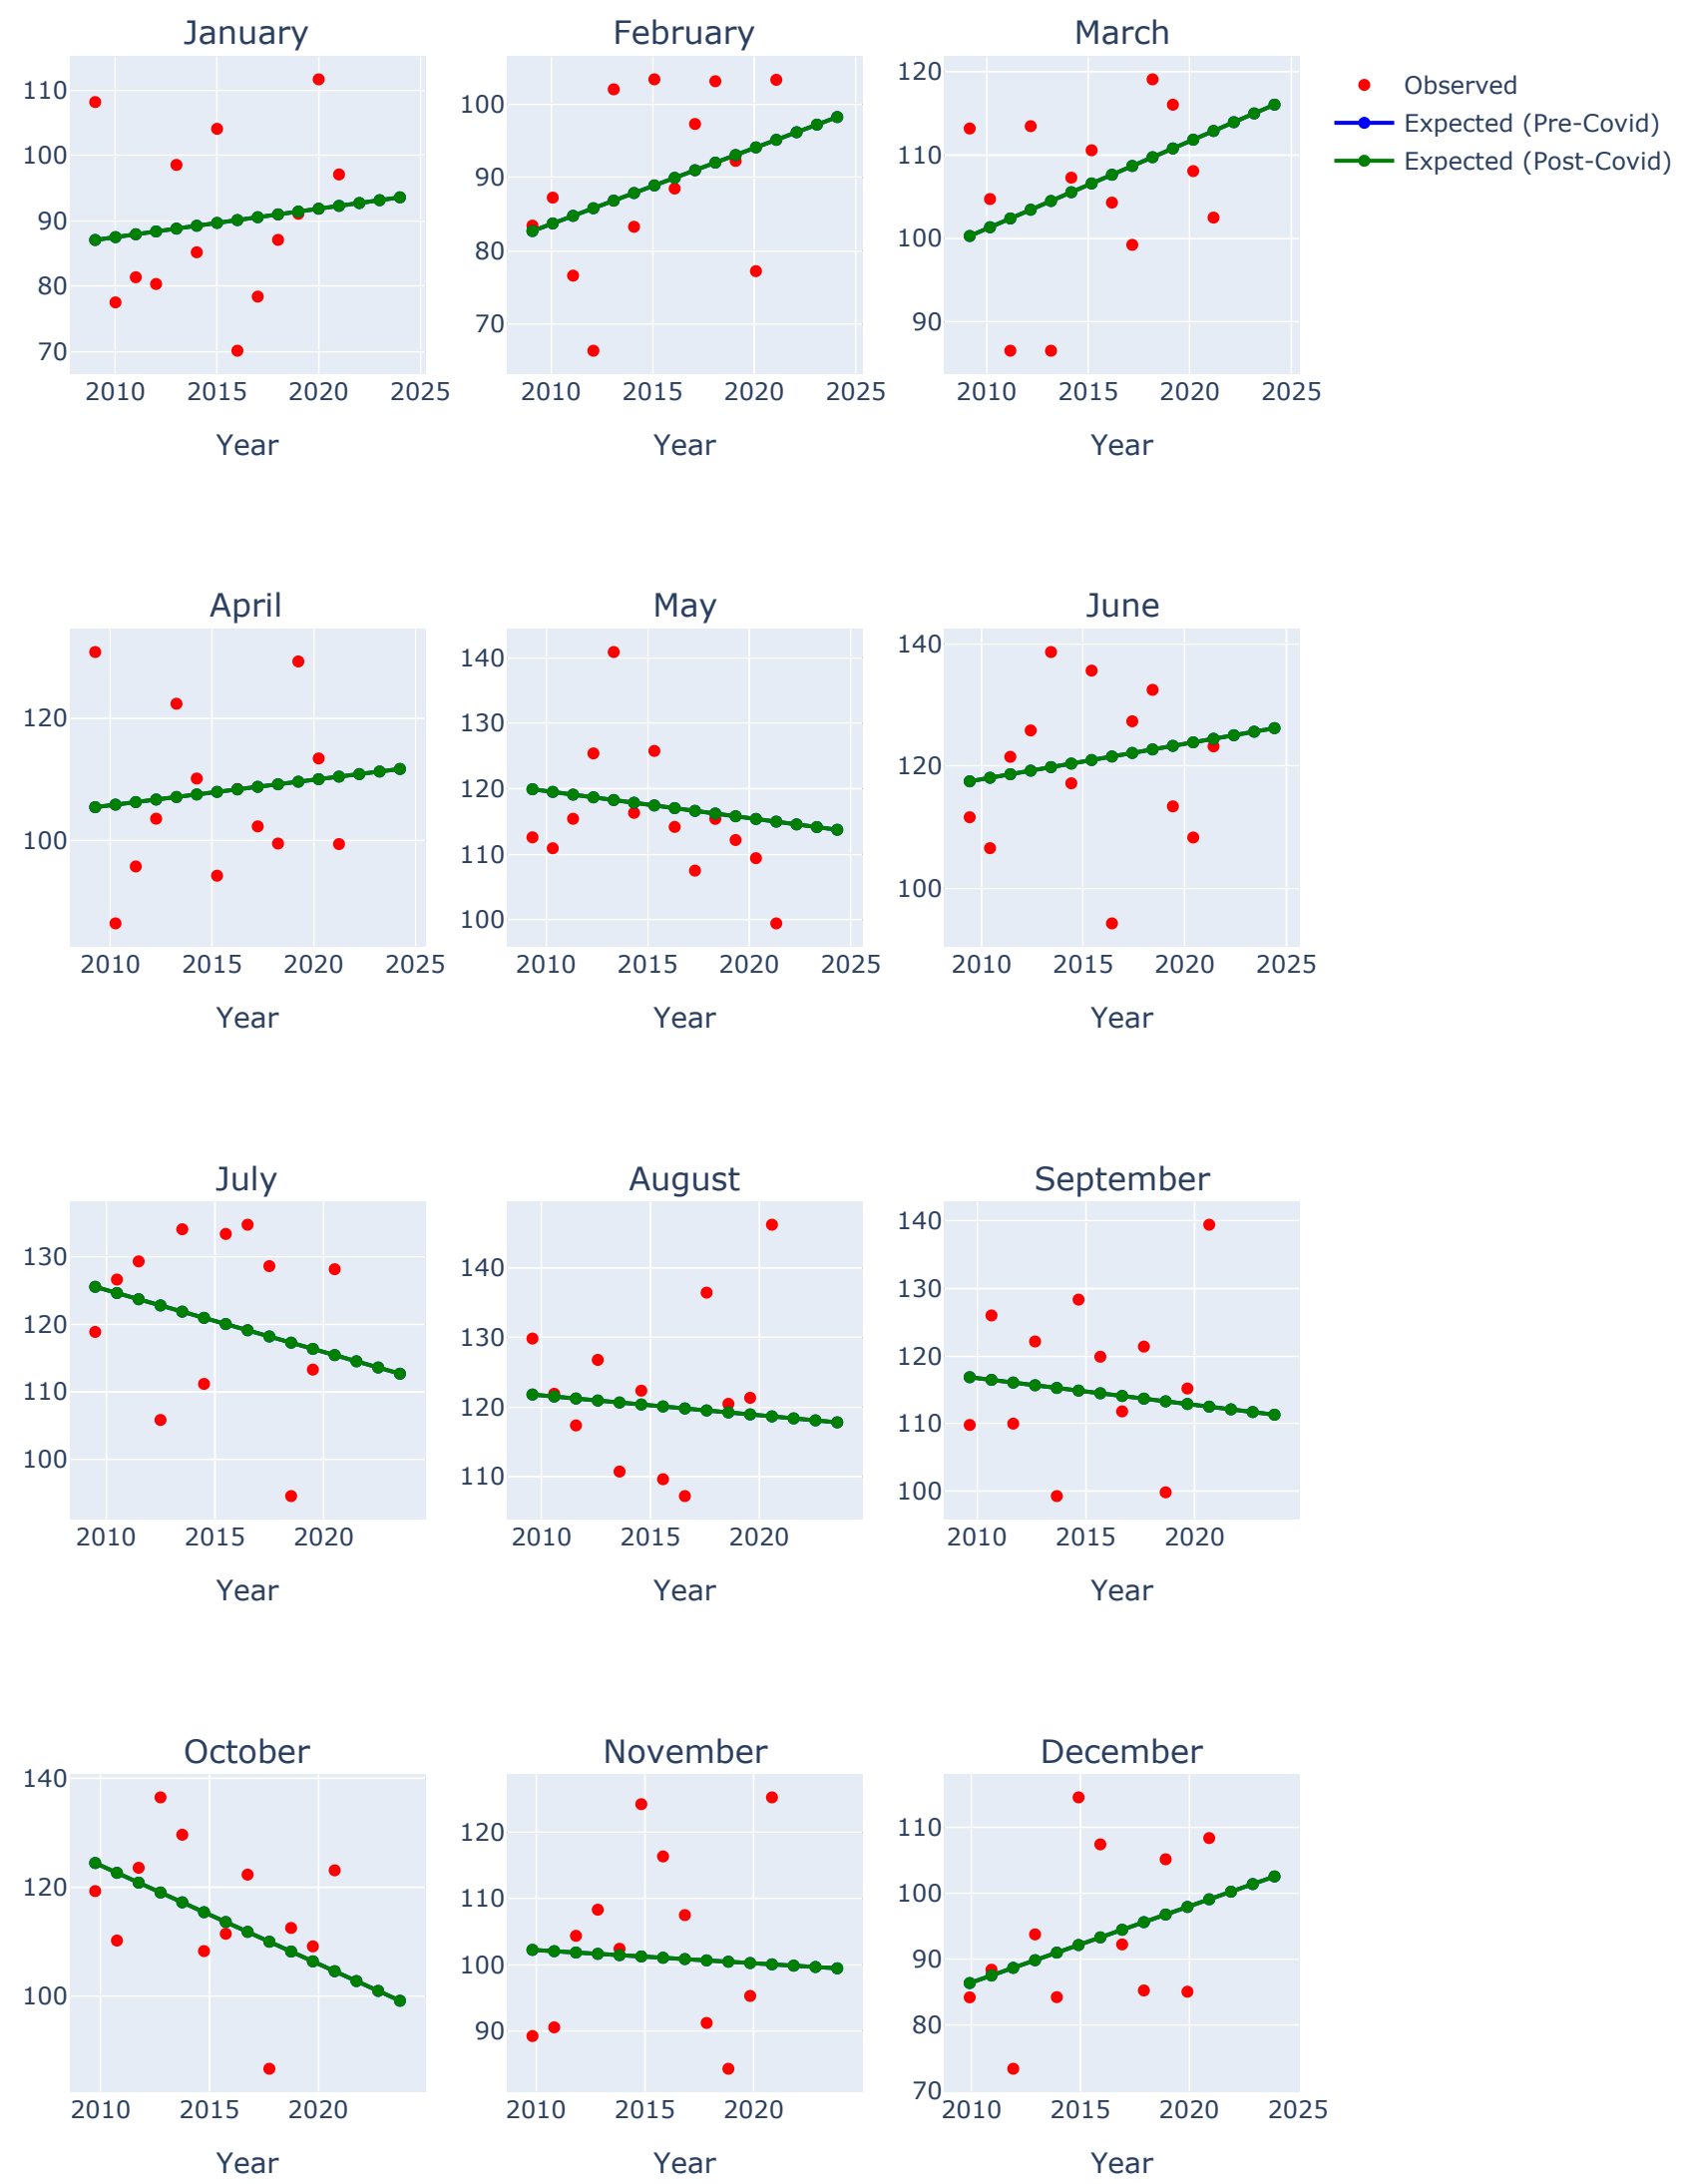 January February March
110
100
90
80
70
2010 2015 2020 2025
Year
100
90
80
70
2010 2015 2020 2025
Year
120
110
100
90
2010 2015 2020 2025
Year
Observed
Expected (Pre-Covid)
Expected (Post-Covid)
April May June
120
100
2010 2015 2020 2025
Year
140
130
120
110
100
2010 2015 2020 2025
Year
140
120
100
2010 2015 2020 2025
Year
July August September
130
120
110
100
2010 2015 2020
Year
140
130
120
110
2010 2015 2020
Year
140
130
120
110
100
2010 2015 2020
Year
October November December
140
120
100
2010 2015 2020
Year
120
110
100
90
2010 2015 2020
Year
110
100
90
80
70
2010 2015 2020 2025
Year